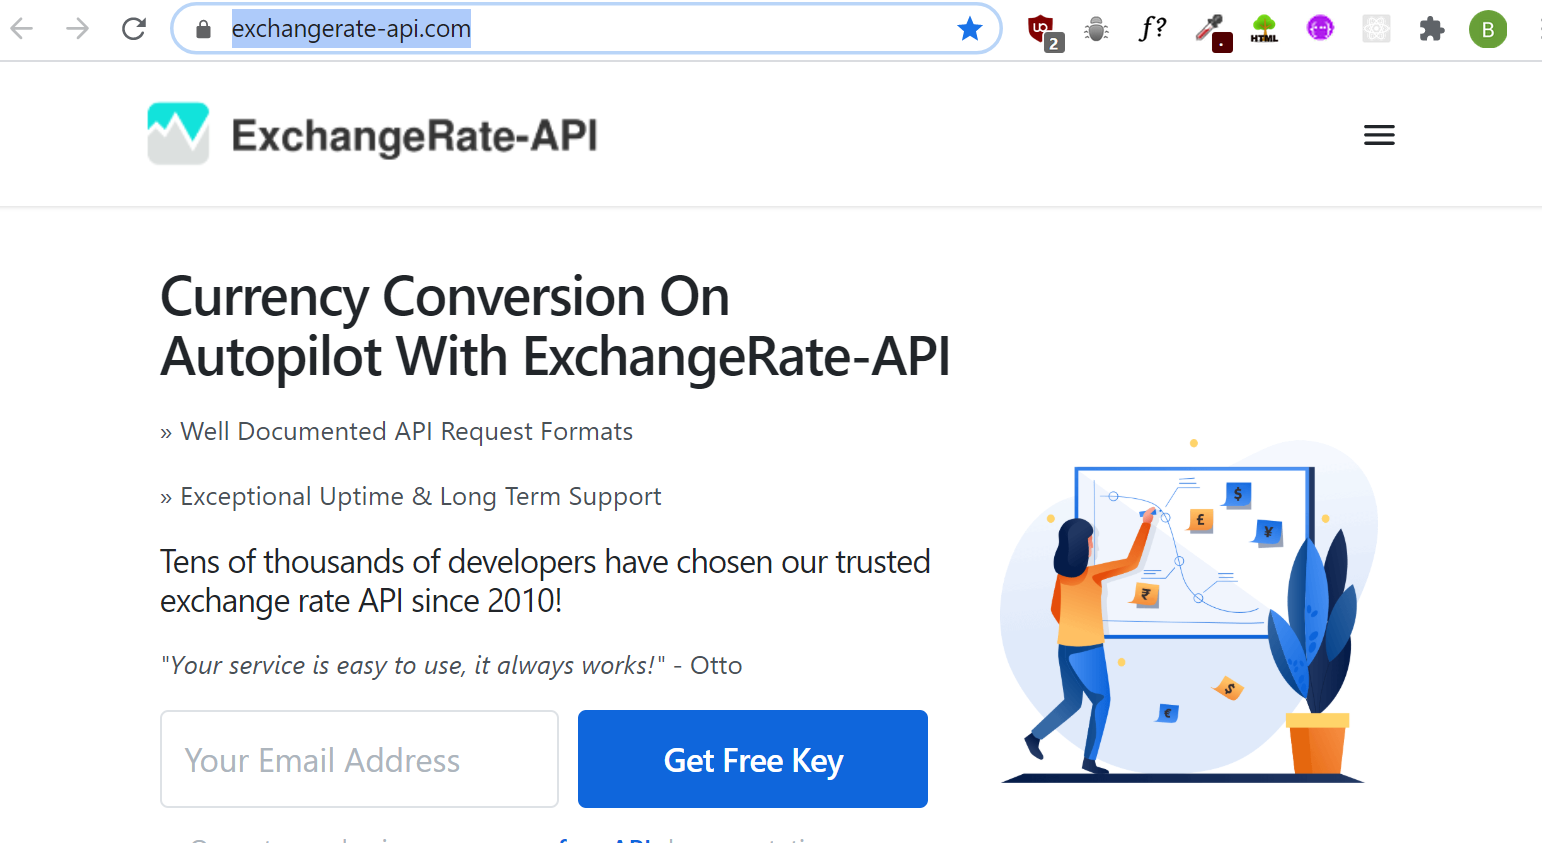 exchangerate-api.com
2
f?
HTML
B
ExchangeRate-API
Currency Conversion On
Autopilot With ExchangeRate-API
» Well Documented API Request Formats
» Exceptional Uptime & Long Term Support
Tens of thousands of developers have chosen our trusted
exchange rate API since 2010!
"Your service is easy to use, it always works!" - Otto
Your Email Address
Get Free Key
$
£
¥
₹
$
€